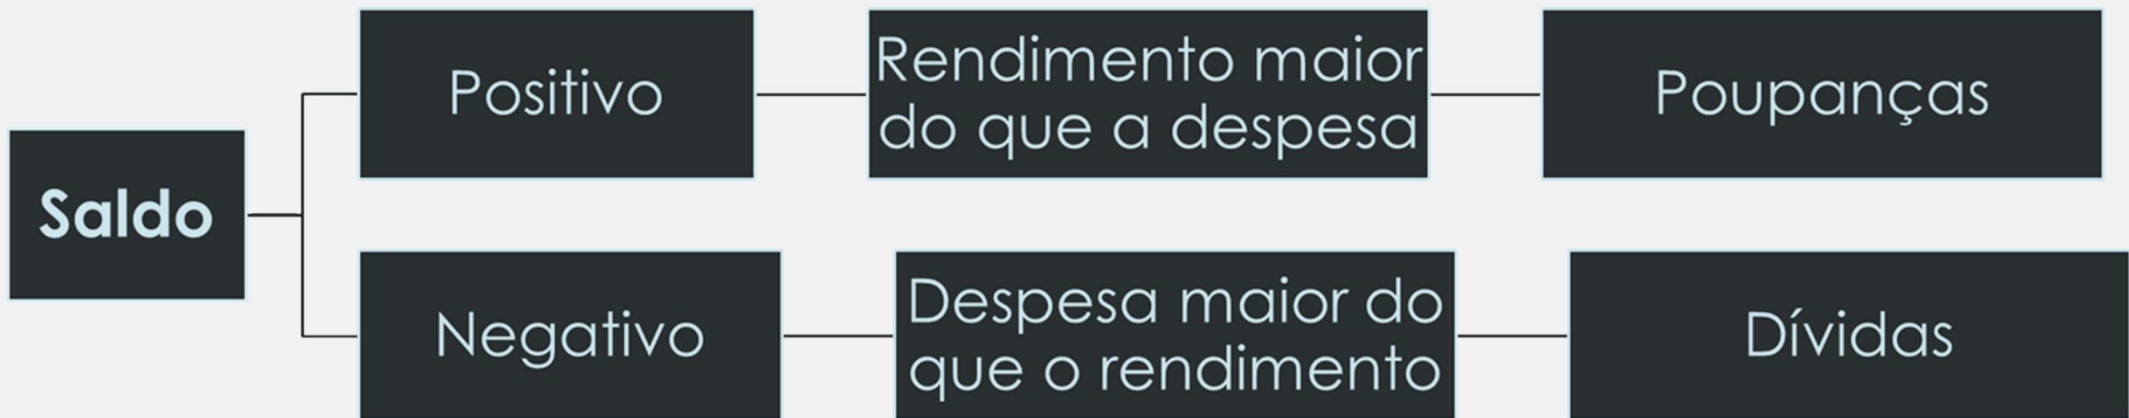 Saldo
Positivo
Rendimento maior
do que a despesa
Poupanças
Negativo
Despesa maior do
que o rendimento
Dívidas